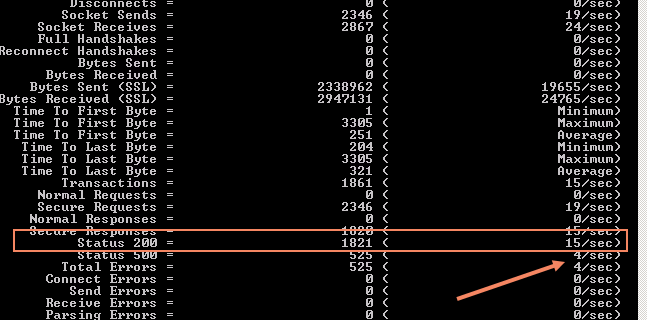 Disconnects = 0 ( 0/sec)
Socket Sends = 2346 ( 19/sec)
Socket Receives = 2867 ( 24/sec)
Full Handshakes = 0 ( 0/sec)
Reconnect Handshakes = 0 ( 0/sec)
Bytes Sent = 0 ( 0/sec)
Bytes Received = 0 ( 0/sec)
Bytes Sent (SSL) = 2338962 ( 19655/sec)
Bytes Received (SSL) = 2947131 ( 24765/sec)
Time To First Byte = 1 ( Minimum)
Time To First Byte = 3305 ( Maximum)
Time To First Byte = 251 ( Average)
Time To Last Byte = 204 ( Minimum)
Time To Last Byte = 3305 ( Maximum)
Time To Last Byte = 321 ( Average)
Transactions = 1861 ( 15/sec)
Normal Requests = 0 ( 0/sec)
Secure Requests = 2346 ( 19/sec)
Normal Responses = 0 ( 0/sec)
Secure Responses = 1820 ( 15/sec)
Status 200 = 1821 ( 15/sec)
Status 500 = 525 ( 4/sec)
Total Errors = 525 ( 4/sec)
Connect Errors = 0 ( 0/sec)
Send Errors = 0 ( 0/sec)
Receive Errors = 0 ( 0/sec)
Parsing Errors = 0 ( 0/sec)